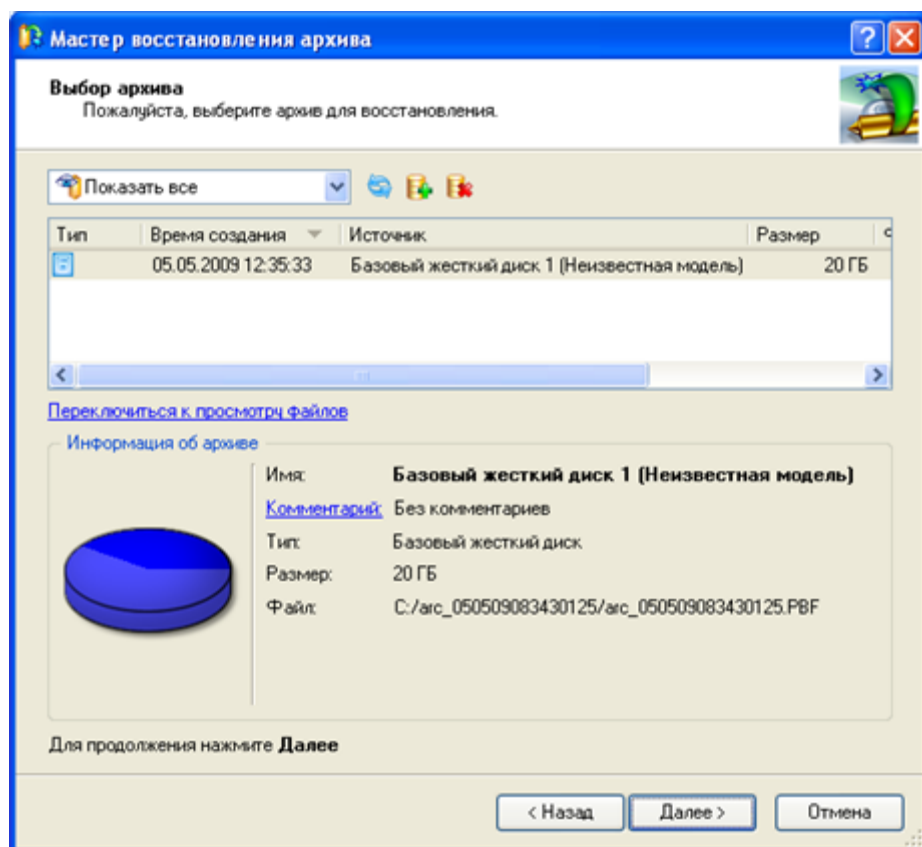 Мастер восстановления архива
Выбор архива
Пожалуйста, выберите архив для восстановления.
Показать все
Тип Время создания Источник Размер
05.05.2009 12:35:33 Базовый жесткий диск 1 (Неизвестная модель) 20 ГБ
Переключиться к просмотру файлов
Информация об архиве
Имя: Базовый жесткий диск 1 (Неизвестная модель)
Комментарий: Без комментариев
Тип: Базовый жесткий диск
Размер: 20 ГБ
Файл: C:/arc_050509083430125/arc_050509083430125.PBF
Для продолжения нажмите Далее
< Назад Далее > Отмена